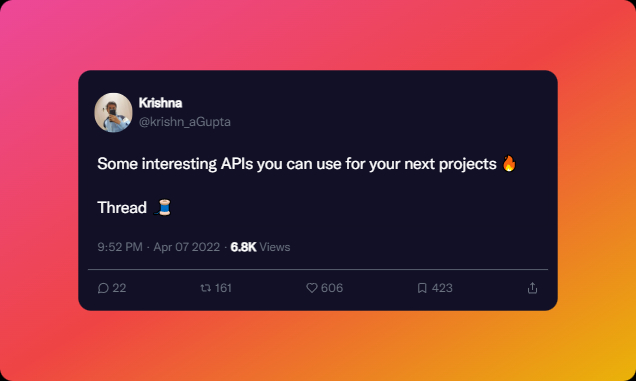 Krishna
@krishn_aGupta
Some interesting APIs you can use for your next projects 🔥
Thread 🧵
9:52 PM · Apr 07 2022 · 6.8K Views
22 161 606 423